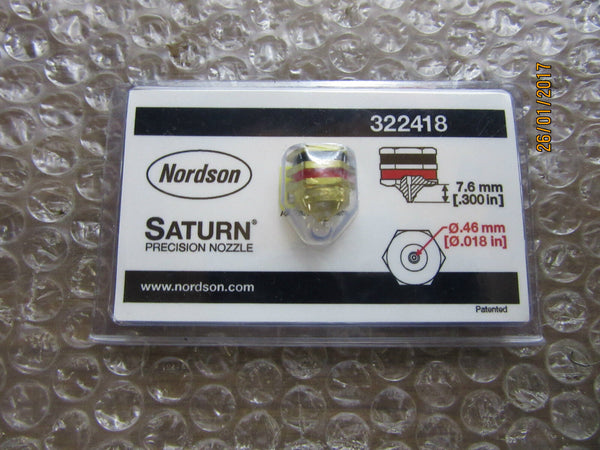 322418
Nordson
SATURN®
PRECISION NOZZLE
7.6 mm
[.300 in]
Ø.46 mm
[Ø.018 in]
www.nordson.com
Patented
26/01/2017